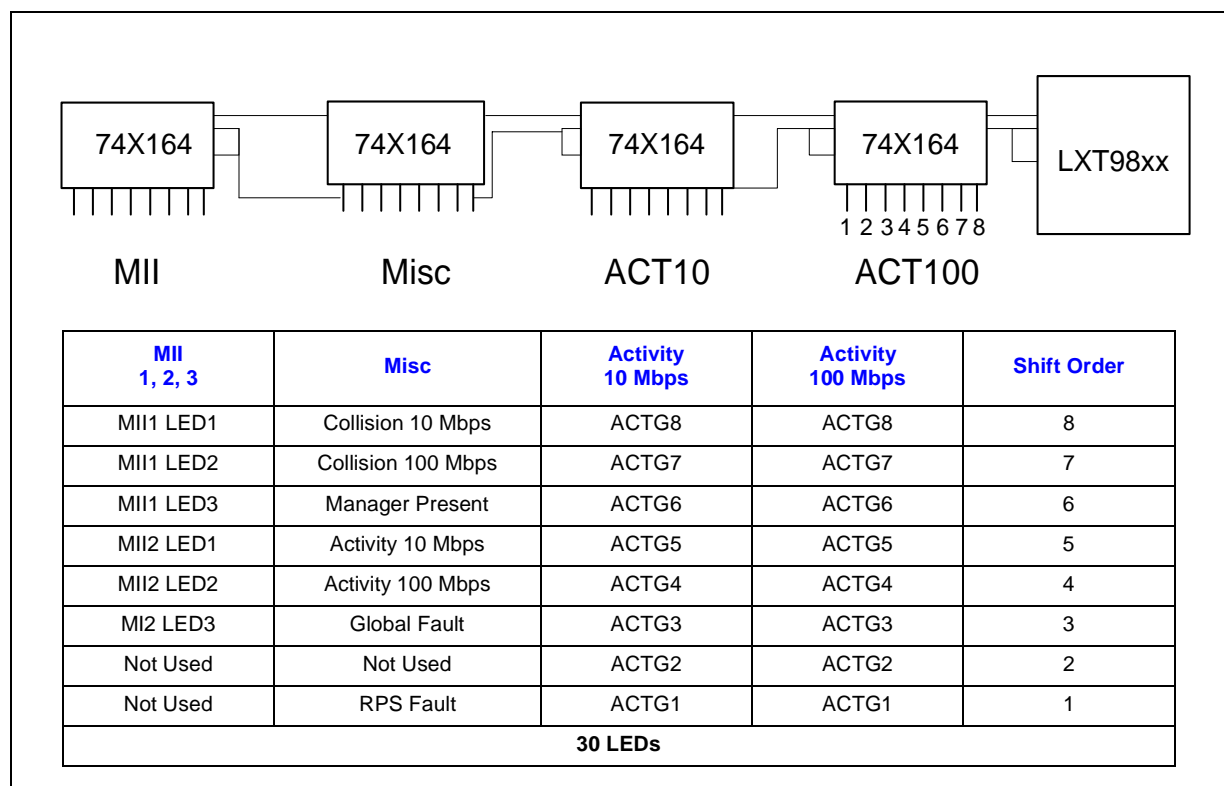 74X164 74X164 74X164 74X164 LXT98xx
1 2 3 4 5 6 7 8
MII Misc ACT10 ACT100
MII
1, 2, 3
Misc
Activity
10 Mbps
Activity
100 Mbps
Shift Order
MII1 LED1 Collision 10 Mbps ACTG8 ACTG8 8
MII1 LED2 Collision 100 Mbps ACTG7 ACTG7 7
MII1 LED3 Manager Present ACTG6 ACTG6 6
MII2 LED1 Activity 10 Mbps ACTG5 ACTG5 5
MII2 LED2 Activity 100 Mbps ACTG4 ACTG4 4
MI2 LED3 Global Fault ACTG3 ACTG3 3
Not Used Not Used ACTG2 ACTG2 2
Not Used RPS Fault ACTG1 ACTG1 1
30 LEDs